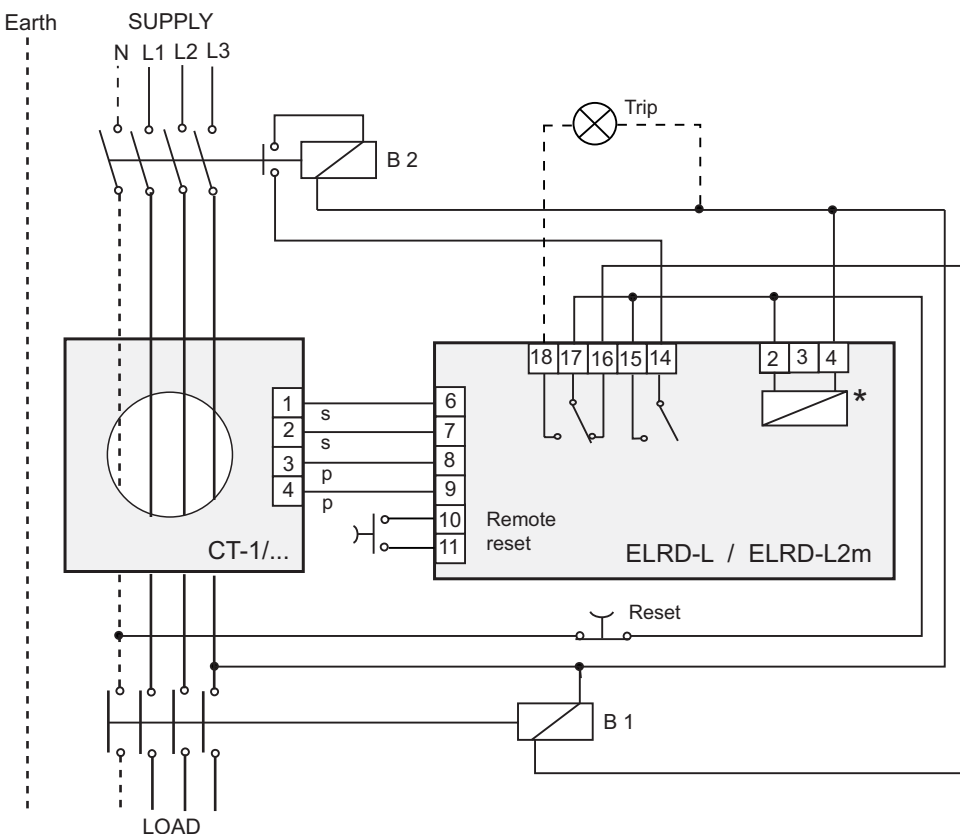 Earth
SUPPLY
N L1 L2 L3
Trip
B 2
18 17 16 15 14
2 3 4
*
1
2
3
4
s
s
p
p
6
7
8
9
10
11
Remote
reset
CT-1/...
ELRD-L / ELRD-L2m
Reset
B 1
LOAD